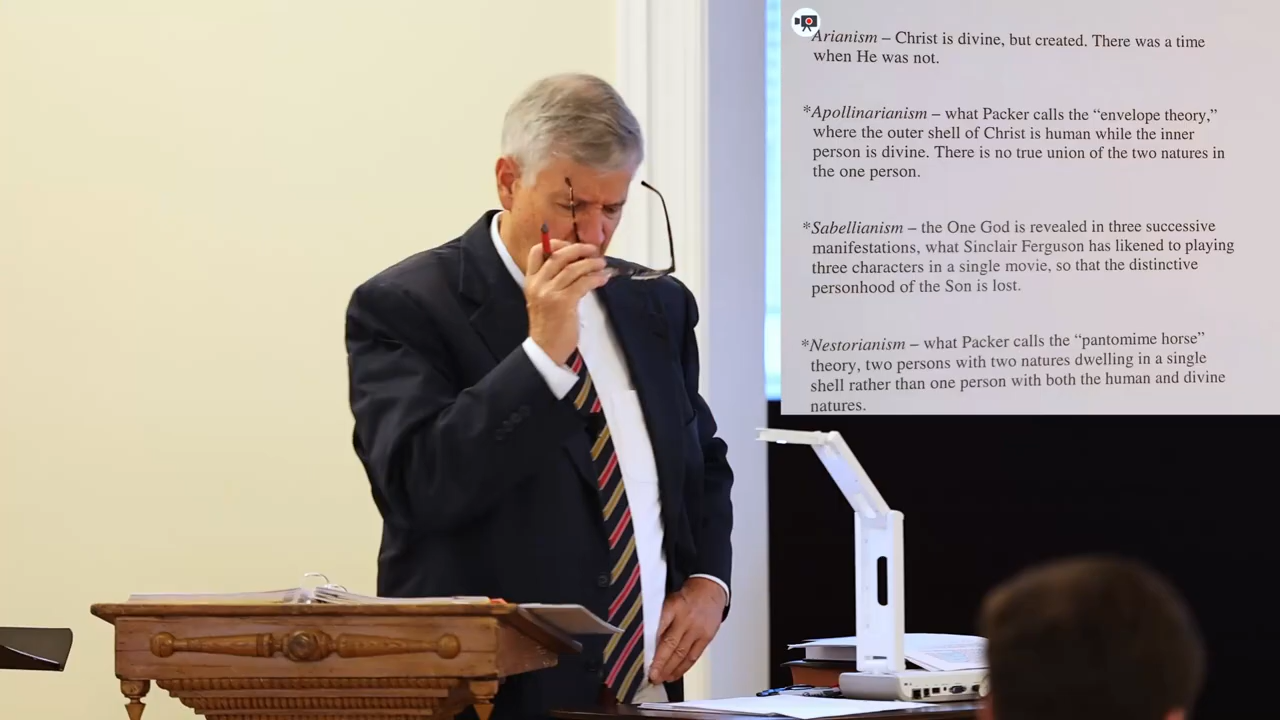 Arianism – Christ is divine, but created. There was a time
when He was not.
*Apollinarianism – what Packer calls the “envelope theory,”
where the outer shell of Christ is human while the inner
person is divine. There is no true union of the two natures in
the one person.
*Sabellianism – the One God is revealed in three successive
manifestations, what Sinclair Ferguson has likened to playing
three characters in a single movie, so that the distinctive
personhood of the Son is lost.
*Nestorianism – what Packer calls the “pantomime horse”
theory, two persons with two natures dwelling in a single
shell rather than one person with both the human and divine
natures.